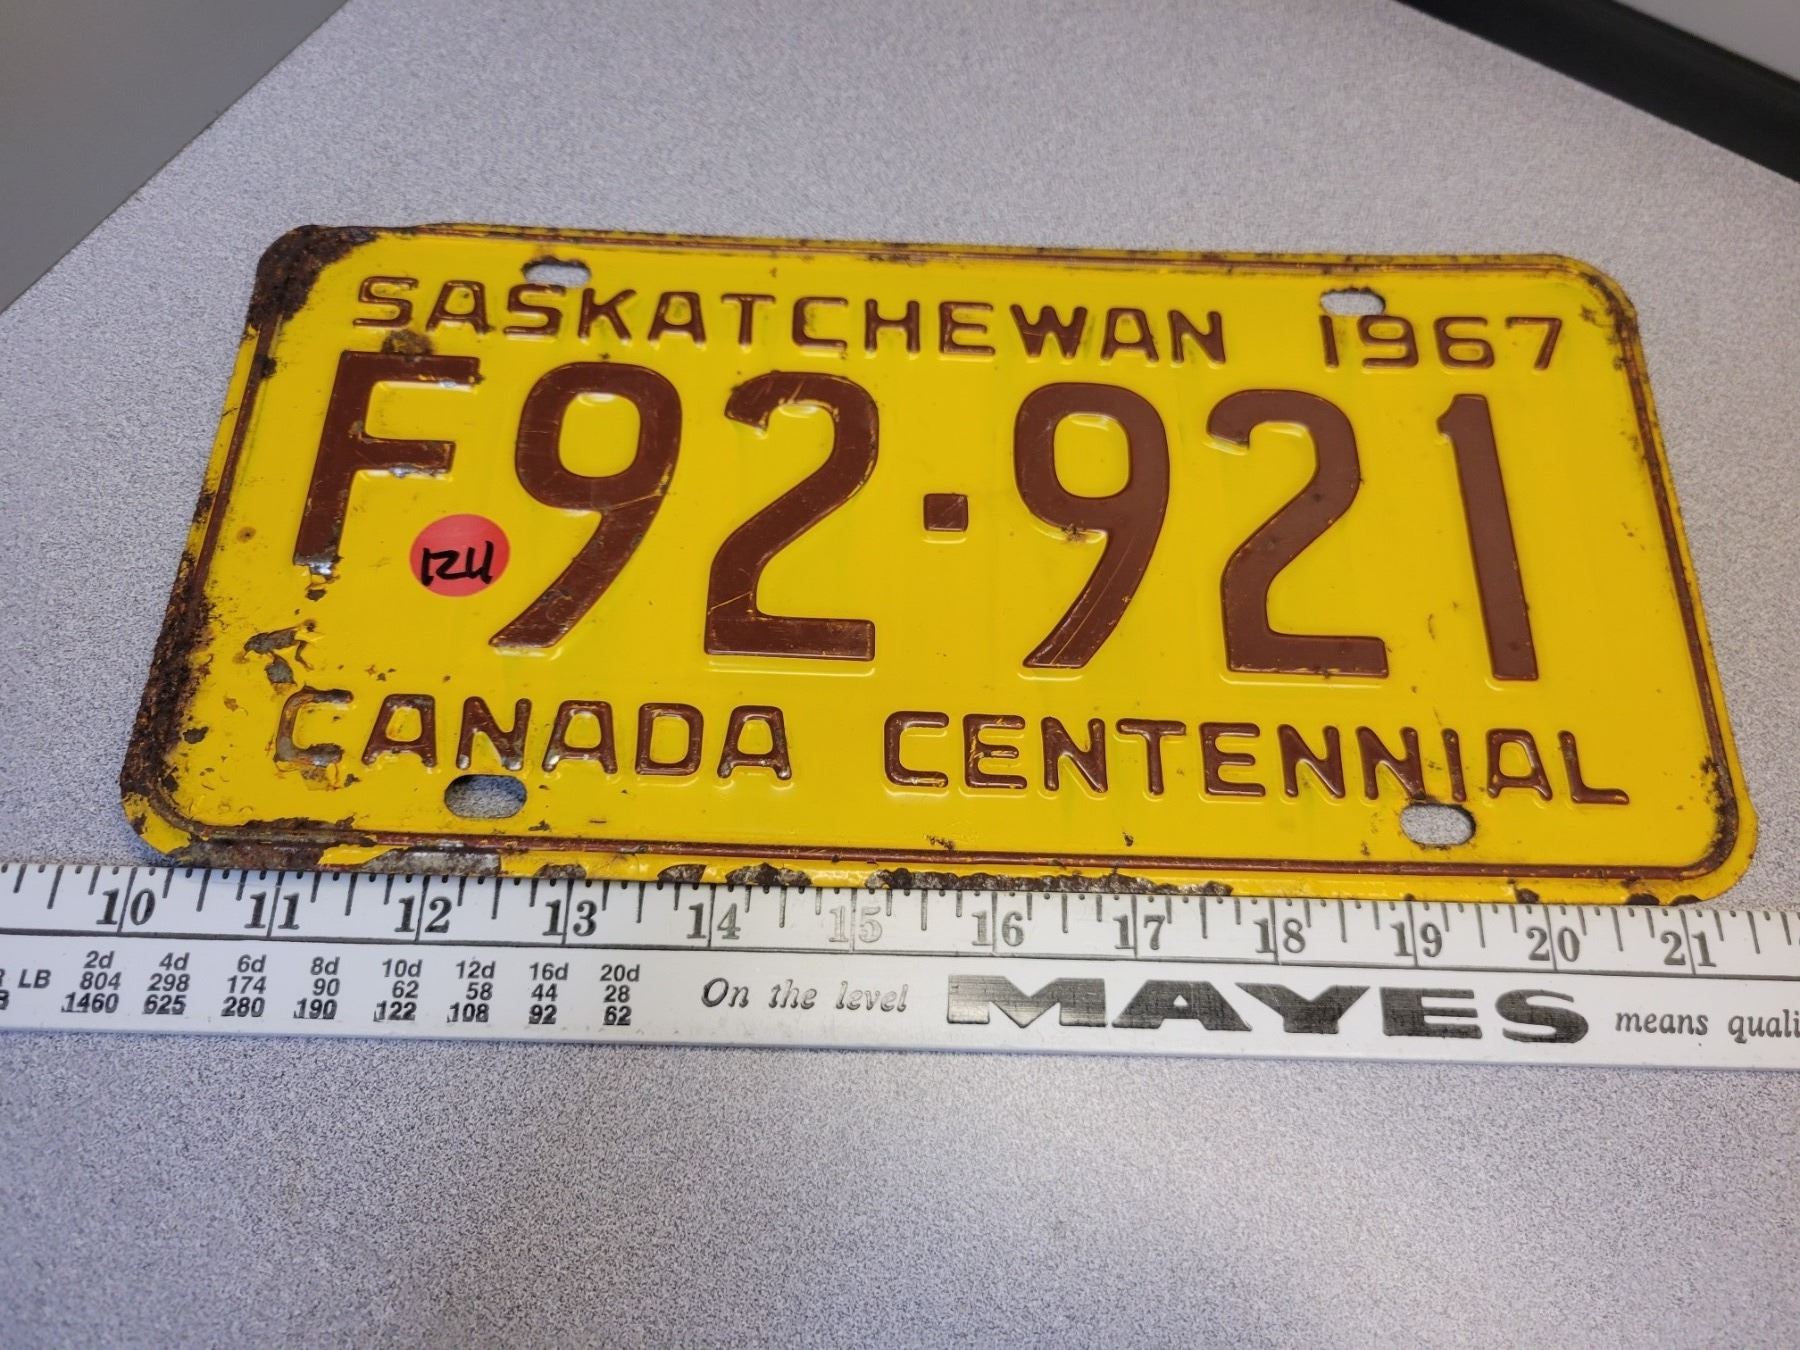 SASKATCHEWAN 1967
F92·921
CANADA CENTENNIAL
10 11 12 13 14 15 16 17 18 19 20 21
LB 2d 4d 6d 8d 10d 12d 16d 20d
804 298 174 90 62 58 44 28
1460 625 280 190 122 108 92 62
On the level MAYES means